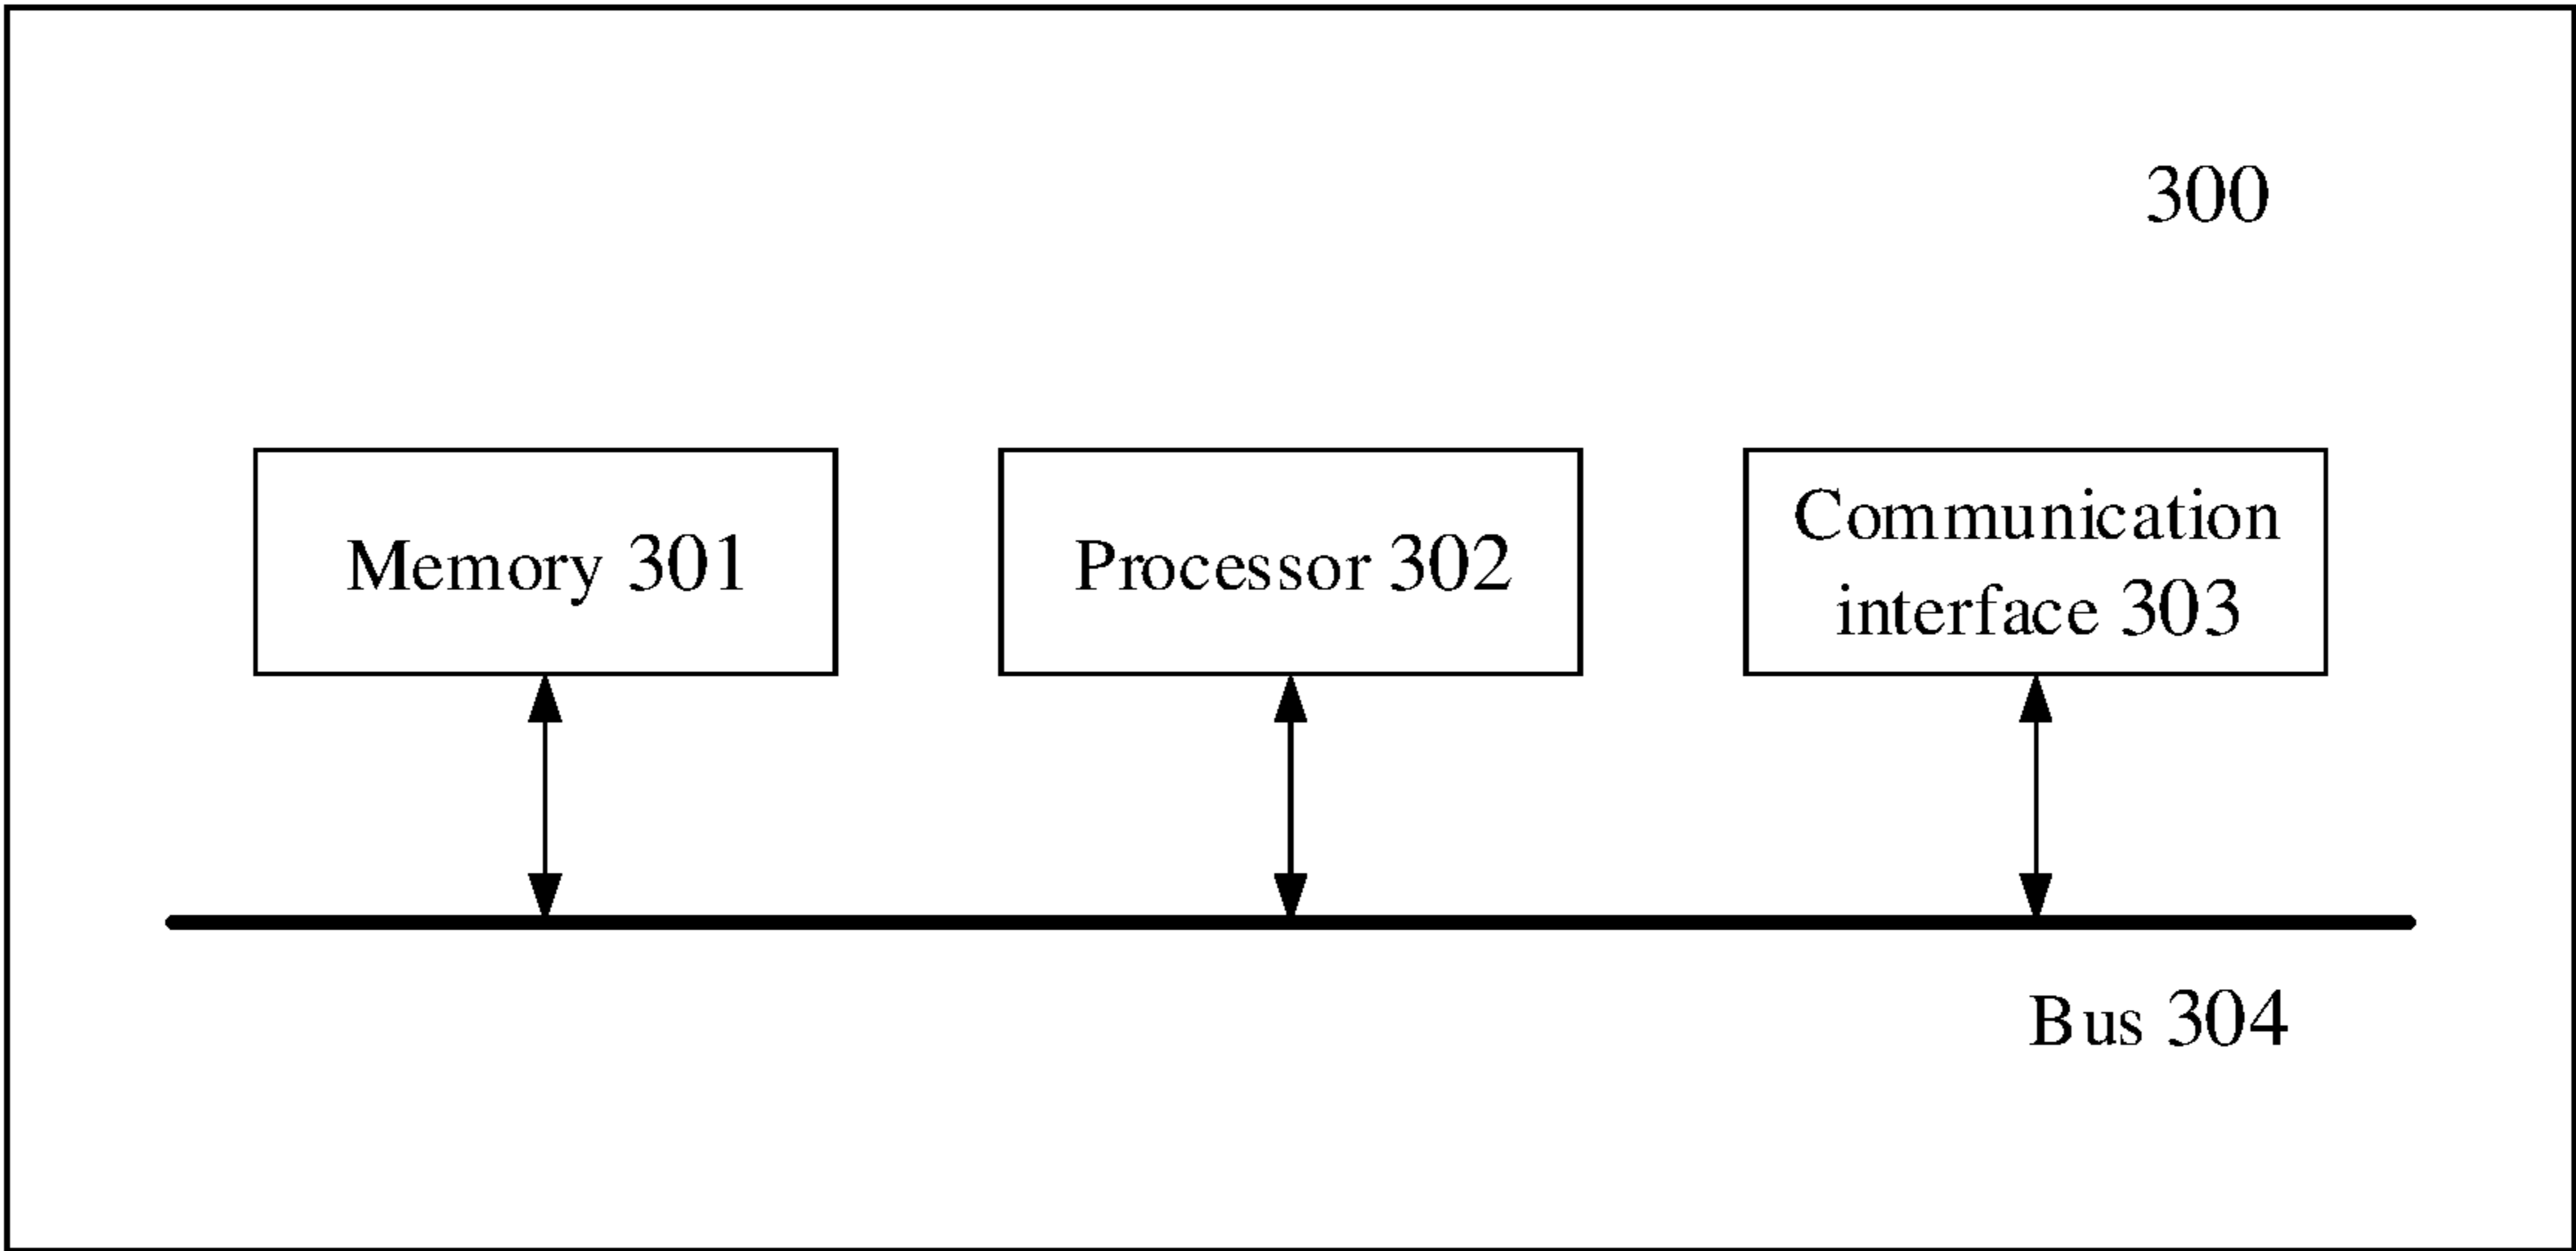 300
Memory 301
Processor 302
Communication
interface 303
Bus 304